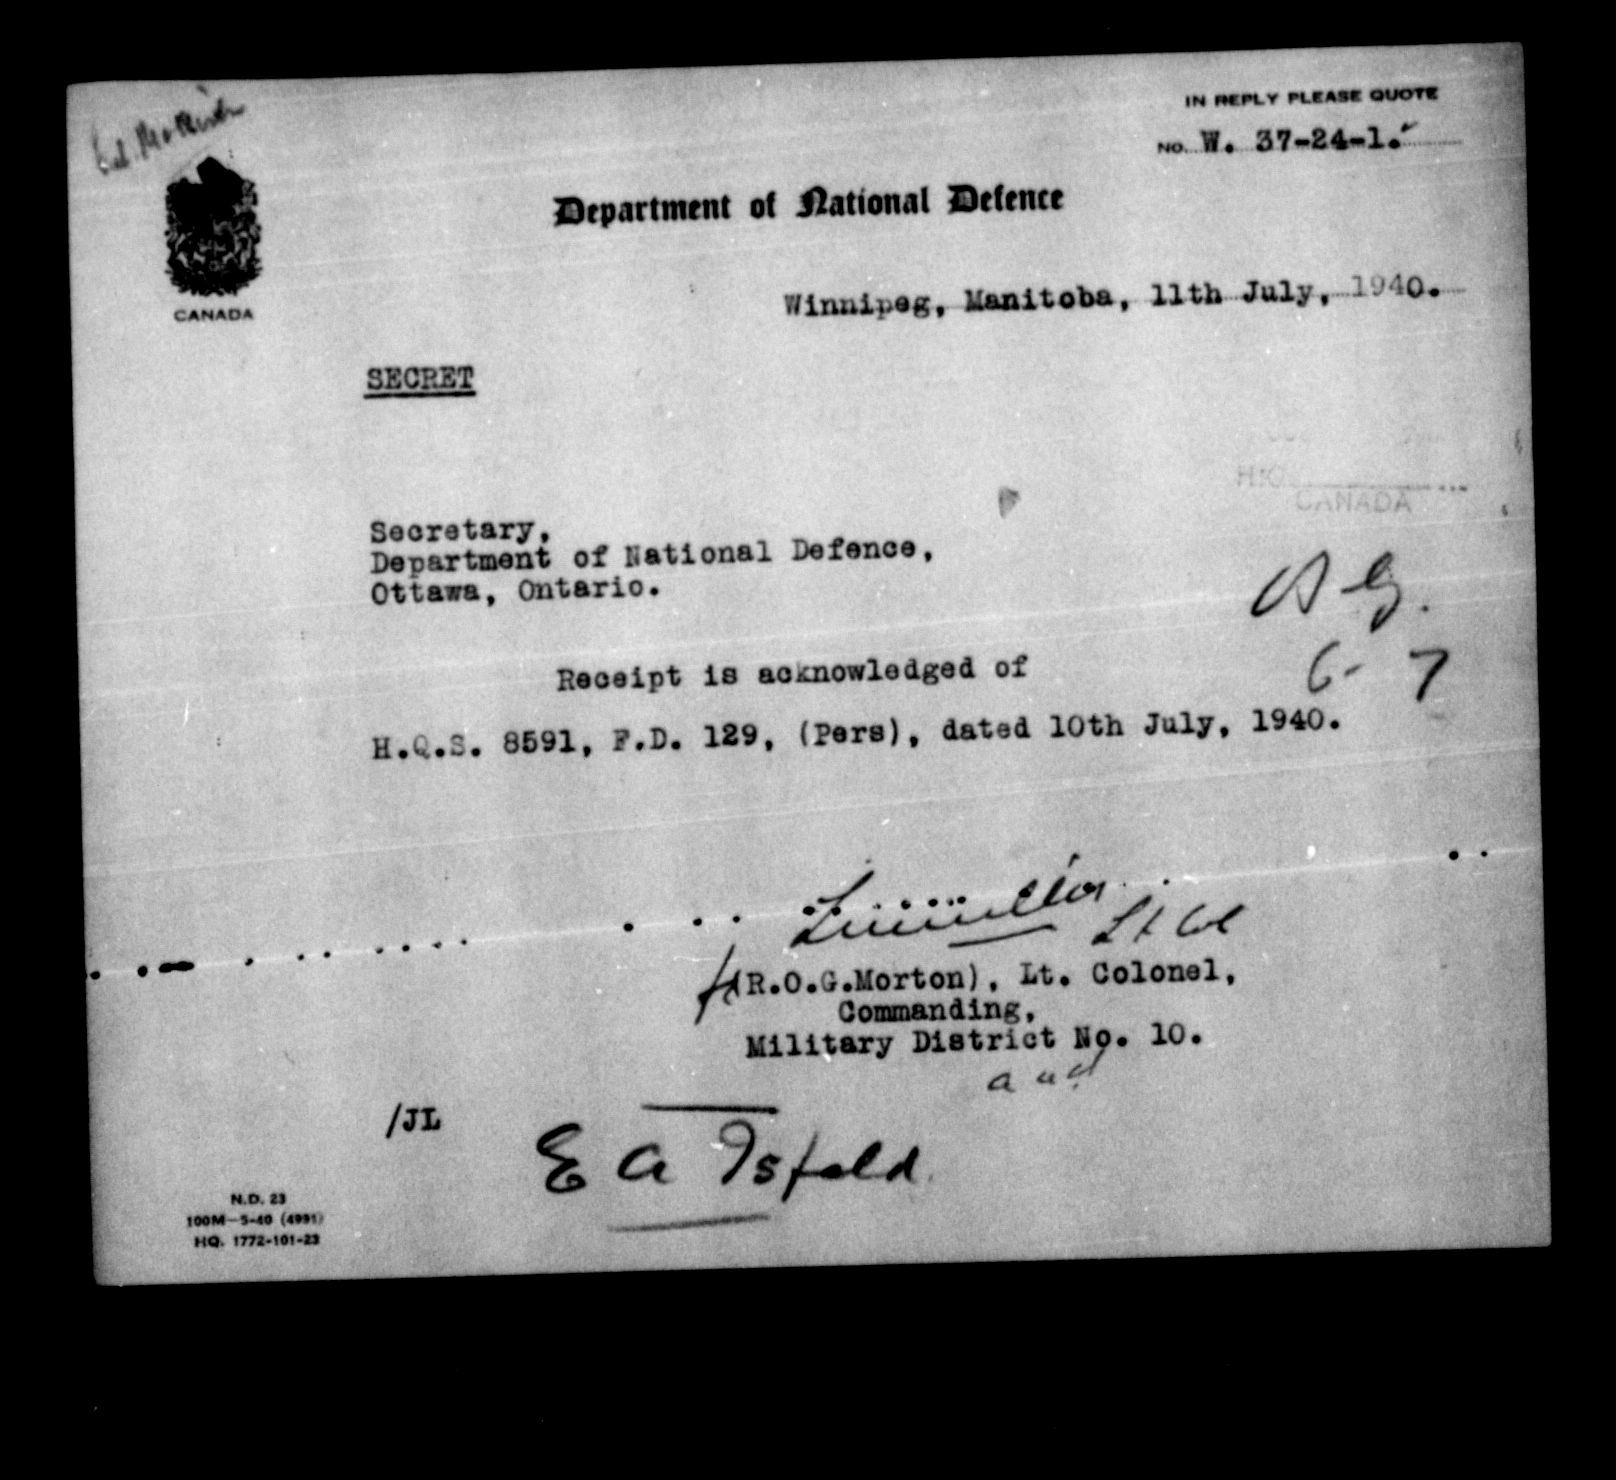 IN REPLY PLEASE QUOTE
NO. W. 37-24-1.
Department of National Defence
CANADA
Winnipeg, Manitoba, 11th July, 1940.
SECRET
H.Q.
CANADA
Secretary,
Department of National Defence,
Ottawa, Ontario.
AG.
6-7
Receipt is acknowledged of
H.Q.S. 8591, F.D. 129, (Pers), dated 10th July, 1940.
Lt Col
(R.O.G.Morton), Lt. Colonel,
Commanding,
Military District No. 10.
/JL
E A Isfeld
N.D. 23
100M-5-40 (4991)
HQ. 1772-101-23